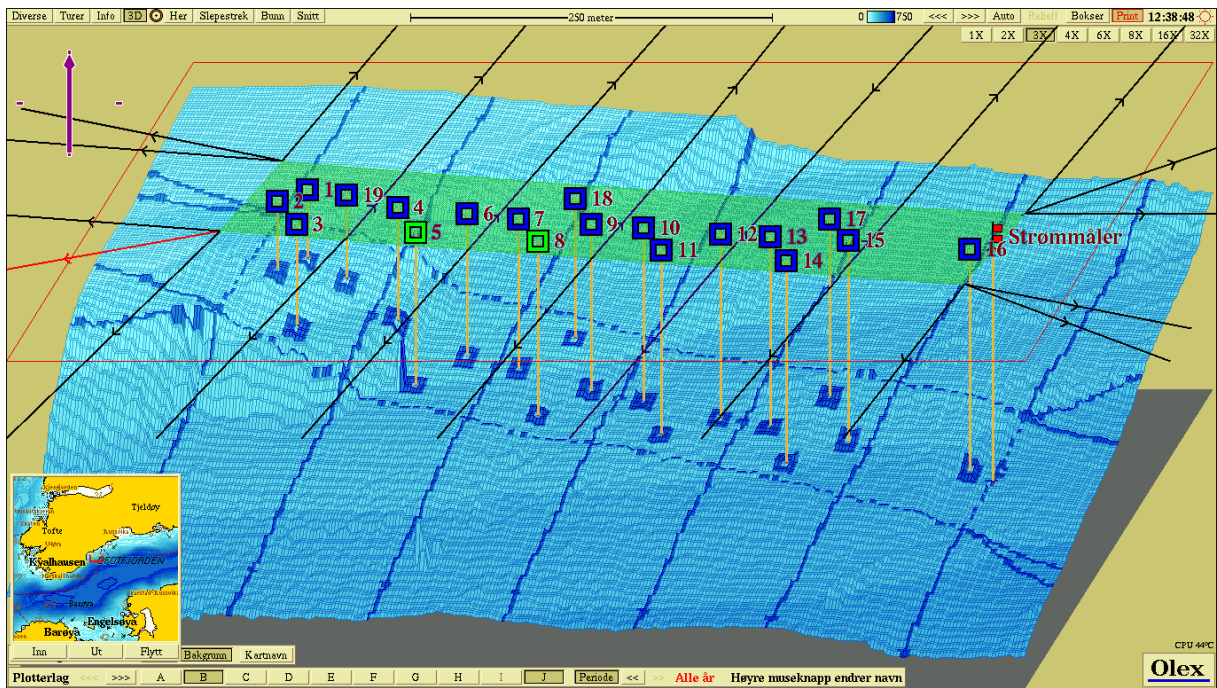 Diverse Turer Info 3D Her Slepestrek Bunn Snitt 250 meter 0 750 <<< >>> Auto Relieff Bokser Print 12:38:48
1X 2X 3X 4X 6X 8X 16X 32X
1
2
3
19
4
5
6
7
8
18
9
10
11
12
13
14
17
15
16
Strømmåler
Tjeldøy
Tofte
Kvalhausen
OFOTFJORDEN
Barøya
Engelsøya
Barøya
Inn Ut Flytt Bakgrunn Kartnavn
CPU 44°C
Olex
Plotterlag <<< >>> A B C D E F G H I J Periode << >> Alle år Høyre museknapp endrer navn